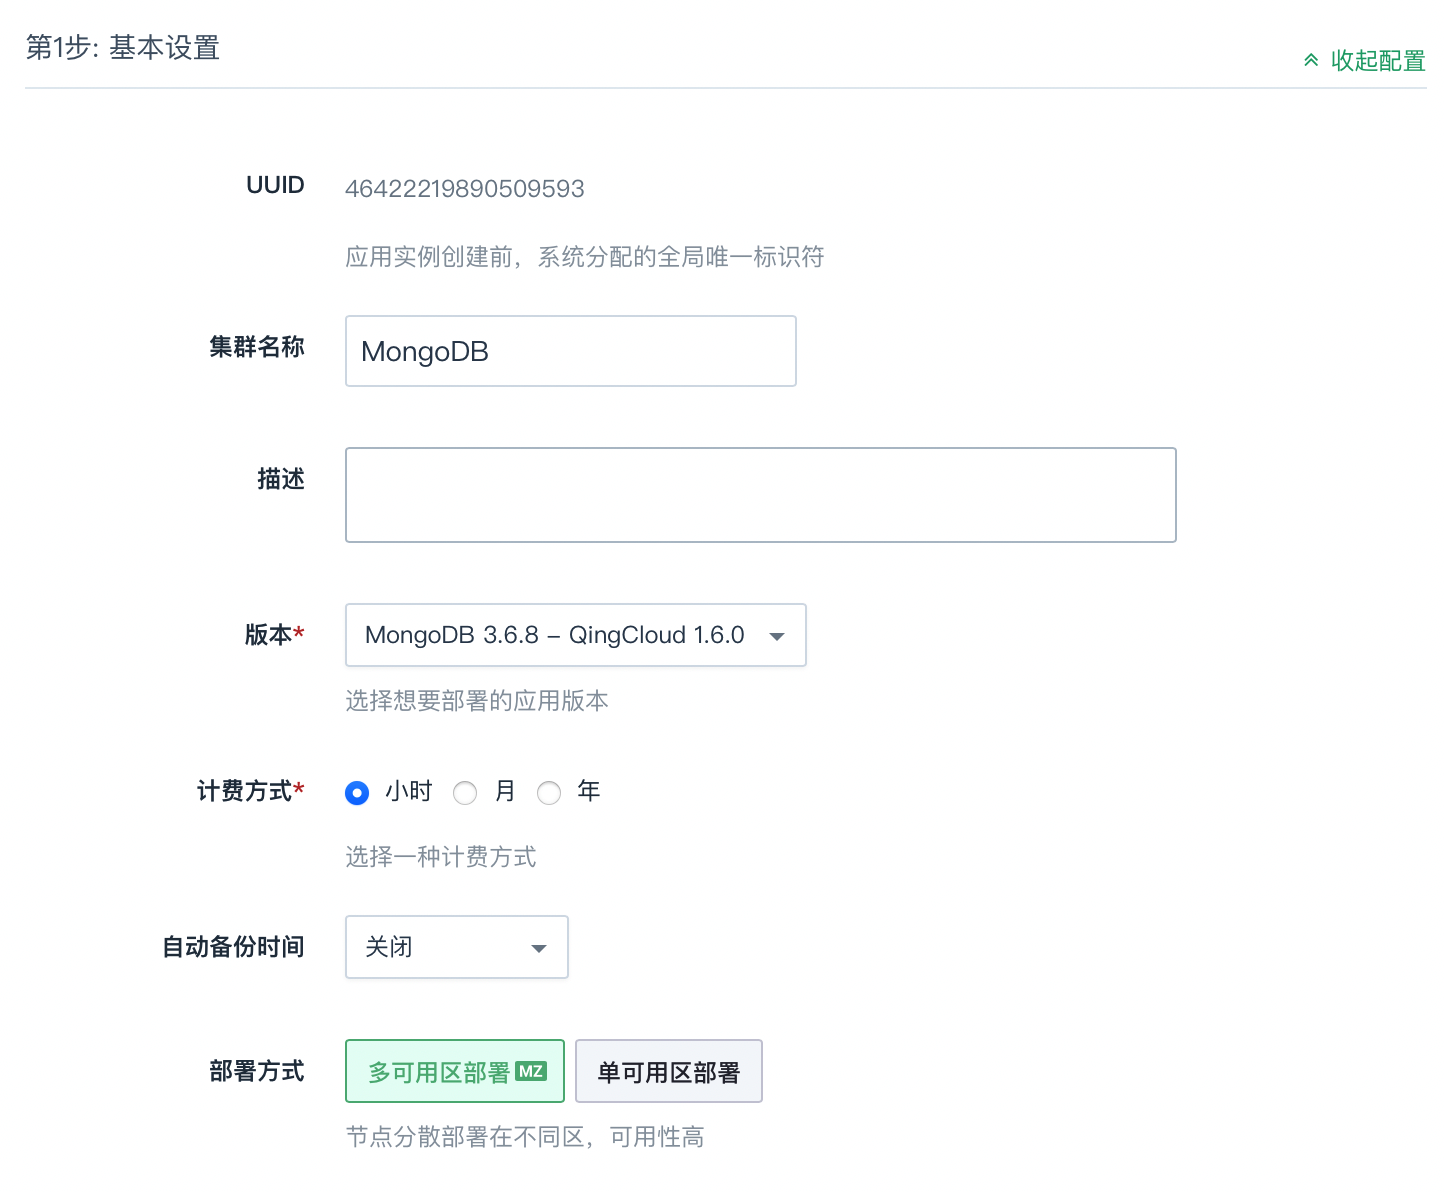 第1步: 基本设置
收起配置
UUID
46422219890509593
应用实例创建前，系统分配的全局唯一标识符
集群名称
MongoDB
描述
版本*
MongoDB 3.6.8 – QingCloud 1.6.0
选择想要部署的应用版本
计费方式*
小时 月 年
选择一种计费方式
自动备份时间
关闭
部署方式
多可用区部署 MZ 单可用区部署
节点分散部署在不同区，可用性高